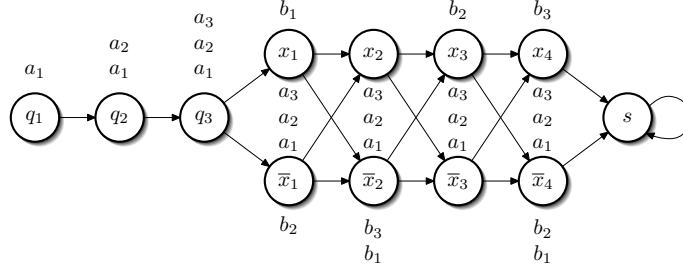 b₁ b₂ b₃
a₃
a₂ a₂
a₁ a₁ a₁
x₁ x₂ x₃ x₄
q₁ q₂ q₃ s
a₃ a₃ a₃ a₃
a₂ a₂ a₂ a₂
a₁ a₁ a₁ a₁
x̅₁ x̅₂ x̅₃ x̅₄
b₂ b₃ b₂
b₁ b₁